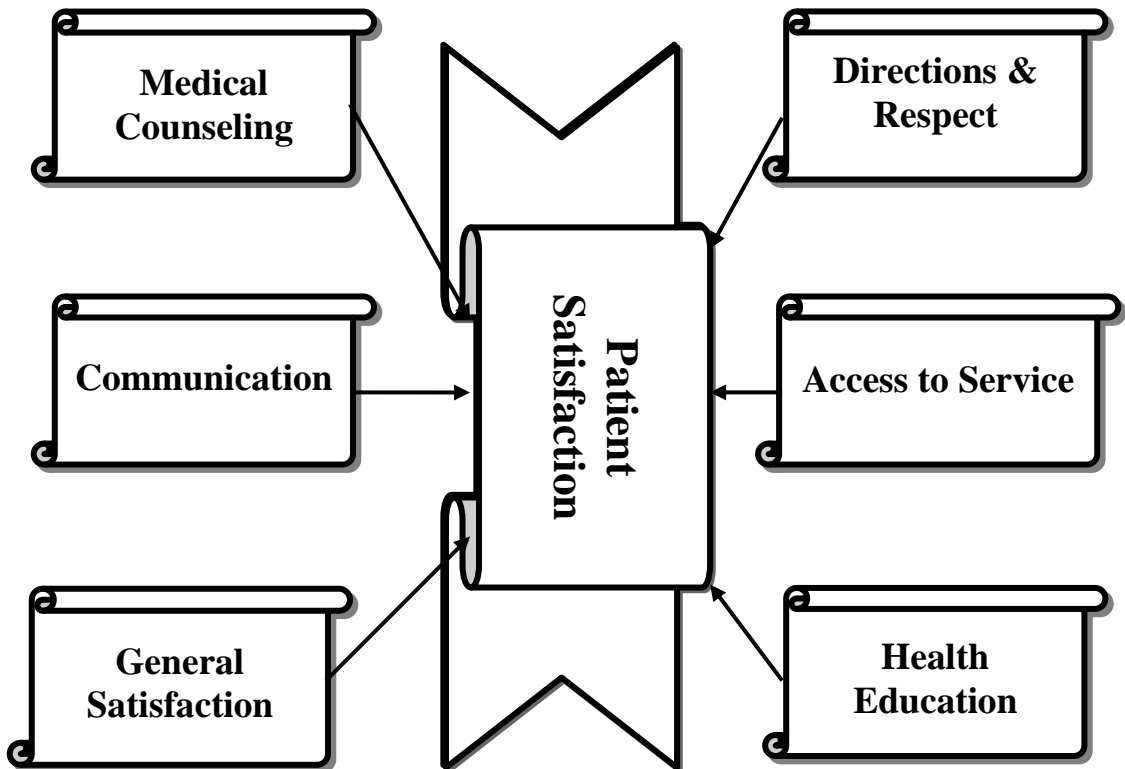 Medical
Counseling
Directions &
Respect
Communication
Patient
Satisfaction
Access to Service
General
Satisfaction
Health
Education